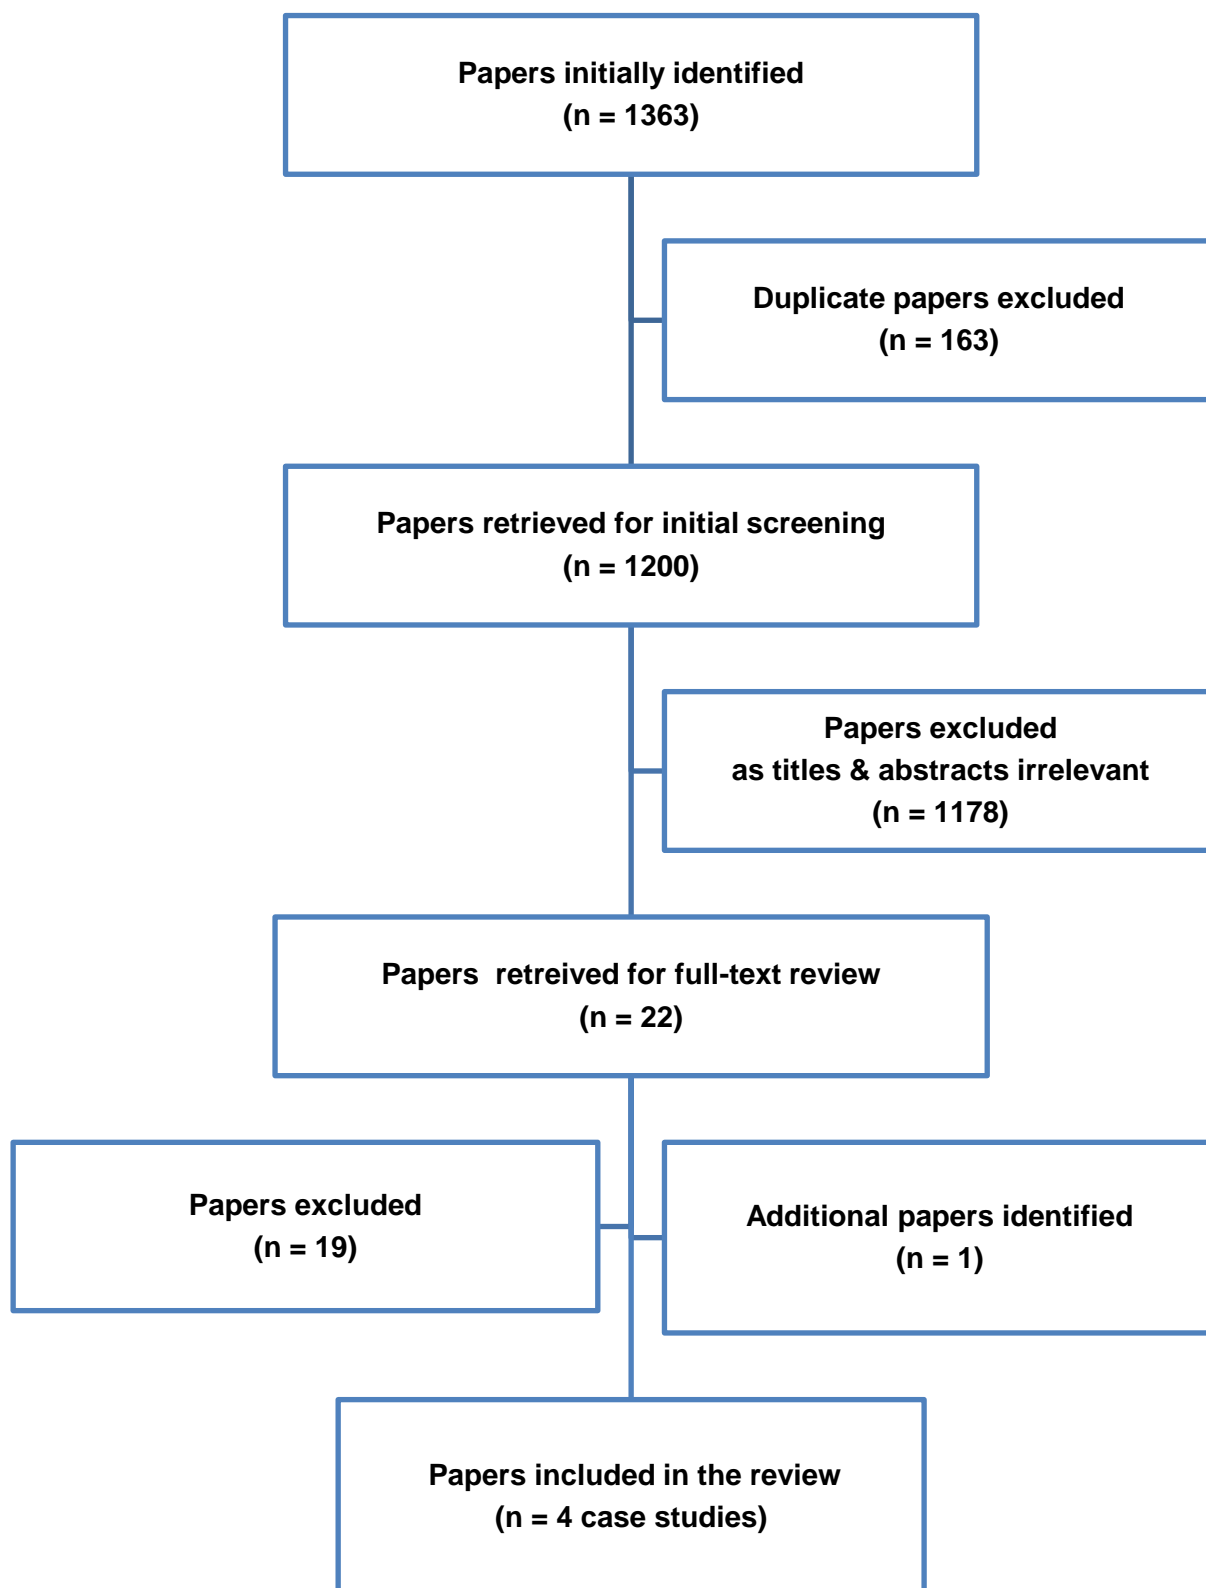 Papers initially identified
(n = 1363)
Duplicate papers excluded
(n = 163)
Papers retrieved for initial screening
(n = 1200)
Papers excluded
as titles & abstracts irrelevant
(n = 1178)
Papers  retreived for full-text review
(n = 22)
Papers excluded
(n = 19)
Additional papers identified
(n = 1)
Papers included in the review
(n = 4 case studies)